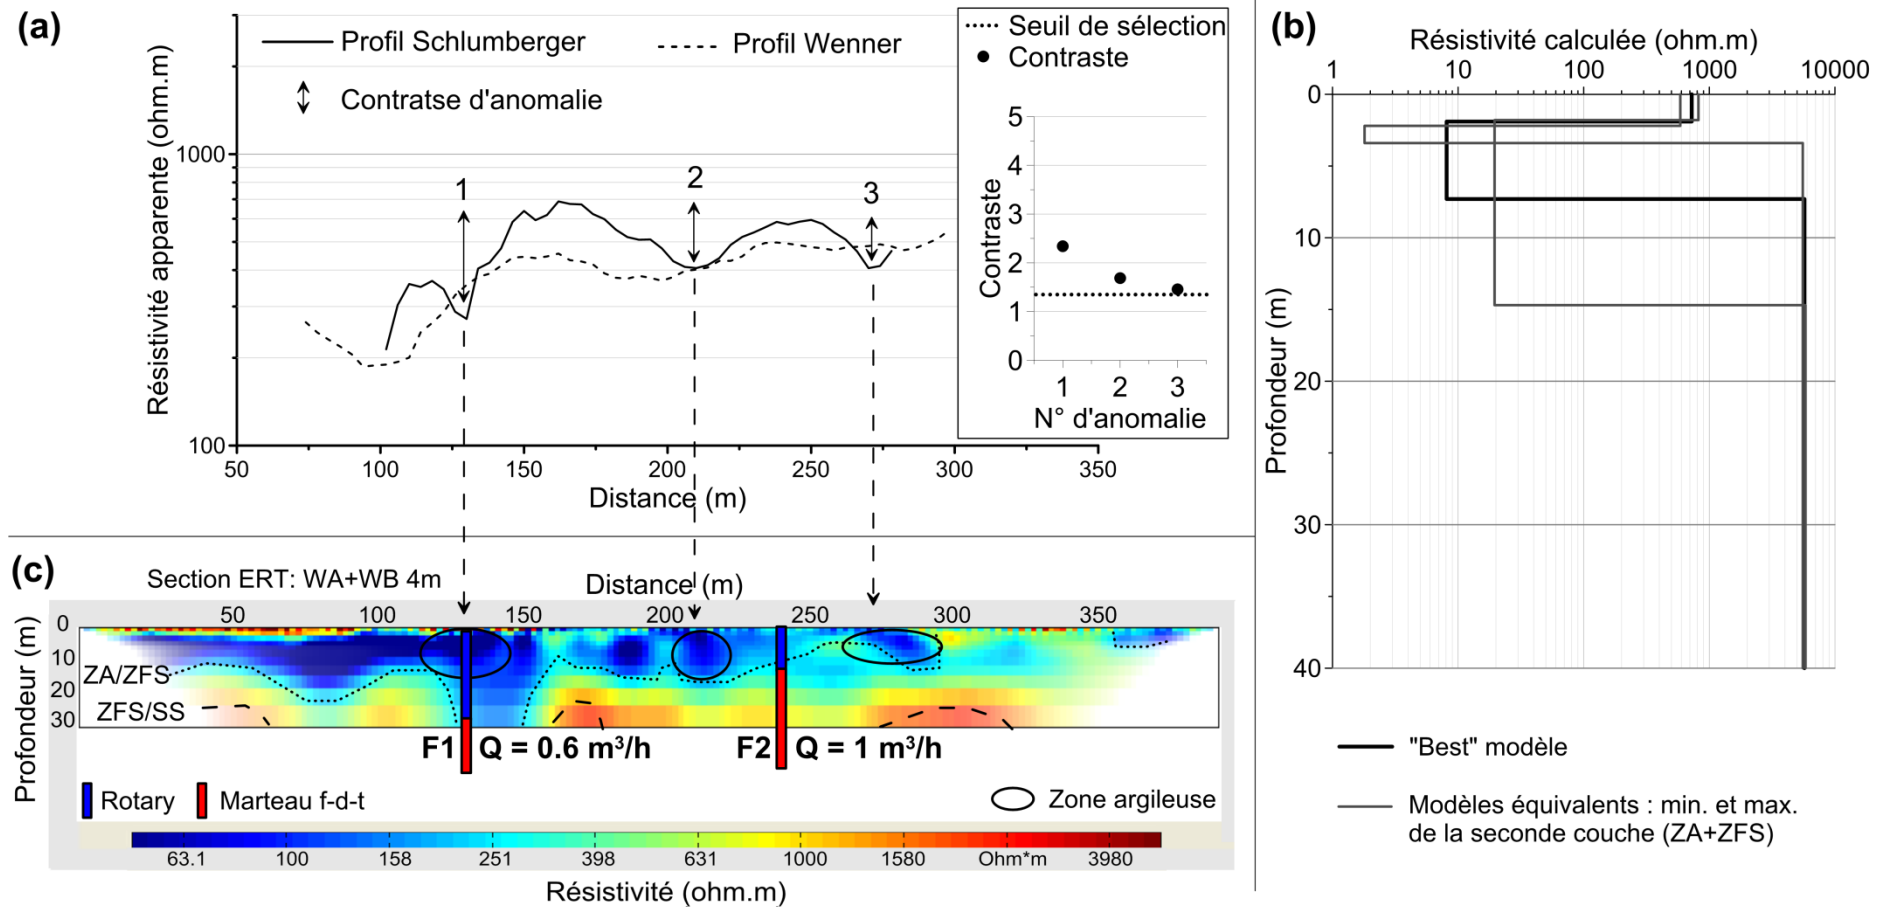 (a)
Profil Schlumberger
Profil Wenner
Contratse d'anomalie
Résistivité apparente (ohm.m)
1000
100
1
2
3
50 100 150 200 250 300 350
Distance (m)
Seuil de sélection
Contraste
Contraste
5
4
3
2
1
0
1 2 3
N° d'anomalie
(b)
Résistivité calculée (ohm.m)
1 10 100 1000 10000
Profondeur (m)
0
10
20
30
40
"Best" modèle
Modèles équivalents : min. et max.
de la seconde couche (ZA+ZFS)
(c)
Section ERT: WA+WB 4m
Distance (m)
50 100 150 200 250 300 350
Profondeur (m)
0
10
20
30
ZA/ZFS
ZFS/SS
F1 Q = 0.6 m³/h
F2 Q = 1 m³/h
Rotary
Marteau f-d-t
Zone argileuse
63.1 100 158 251 398 631 1000 1580 Ohm*m 3980
Résistivité (ohm.m)